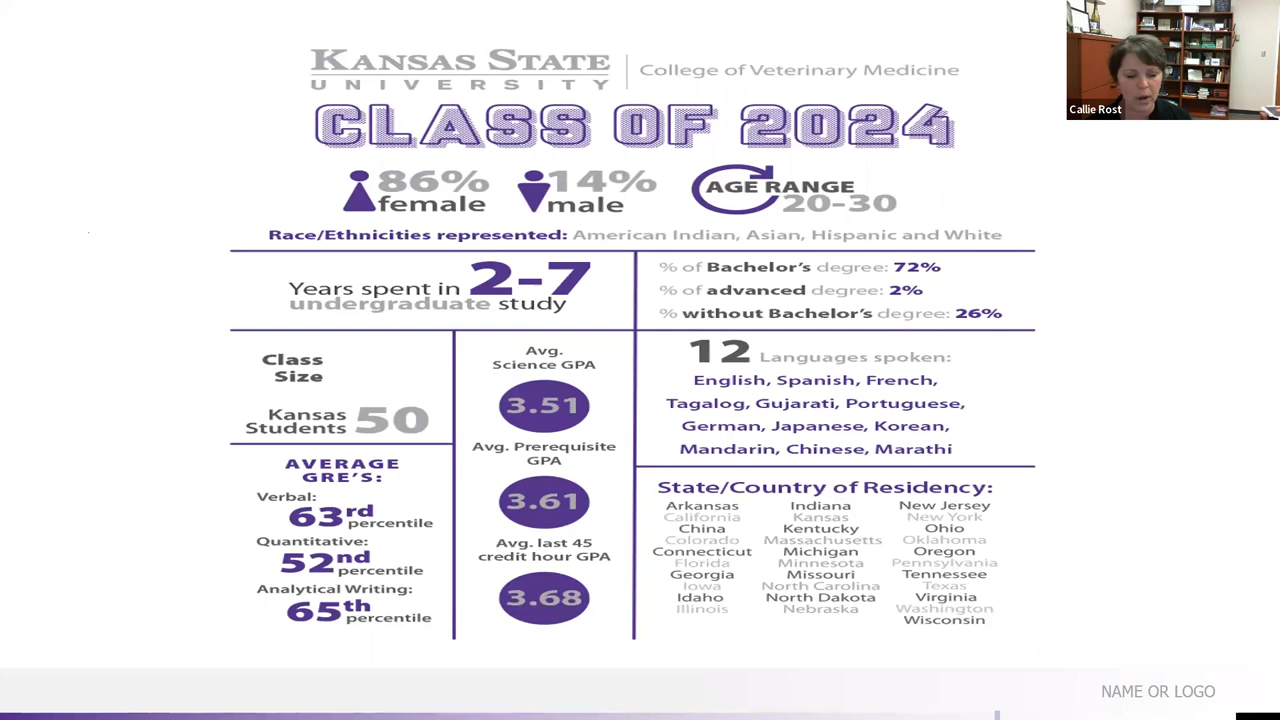 KANSAS STATE
UNIVERSITY
College of Veterinary Medicine
Callie Rost
CLASS OF 2024
86%
female
14%
male
AGE RANGE
20-30
Race/Ethnicities represented: American Indian, Asian, Hispanic and White
Years spent in 2-7
undergraduate study
% of Bachelor's degree: 72%
% of advanced degree: 2%
% without Bachelor's degree: 26%
Class
Size
Kansas
Students 50
AVERAGE
GRE'S:
Verbal:
63rd
percentile
Quantitative:
52nd
percentile
Analytical Writing:
65th
percentile
Avg.
Science GPA
3.51
Avg. Prerequisite
GPA
3.61
Avg. last 45
credit hour GPA
3.68
12 Languages spoken:
English, Spanish, French,
Tagalog, Gujarati, Portuguese,
German, Japanese, Korean,
Mandarin, Chinese, Marathi
State/Country of Residency:
Arkansas
California
China
Colorado
Connecticut
Florida
Georgia
Iowa
Idaho
Illinois
Indiana
Kansas
Kentucky
Massachusetts
Michigan
Minnesota
Missouri
North Carolina
North Dakota
Nebraska
New Jersey
New York
Ohio
Oklahoma
Oregon
Pennsylvania
Tennessee
Texas
Virginia
Washington
Wisconsin
NAME OR LOGO